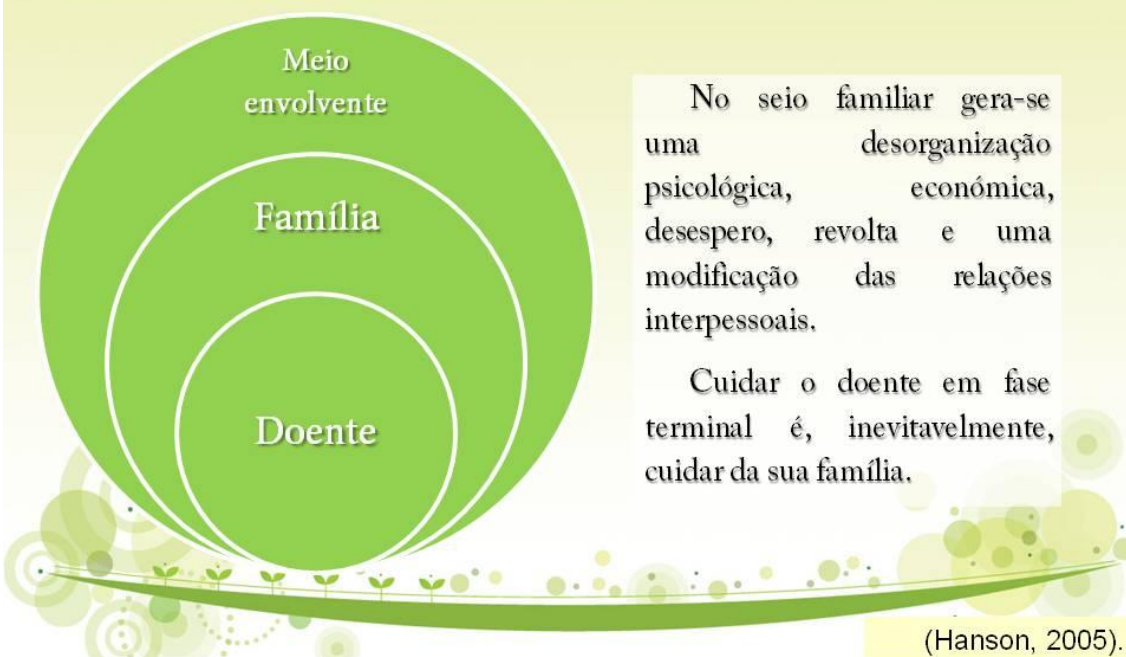 Meio
envolvente
Família
Doente
No seio familiar gera-se
uma desorganização
psicológica, económica,
desespero, revolta e uma
modificação das relações
interpessoais.
Cuidar o doente em fase
terminal é, inevitavelmente,
cuidar da sua família.
(Hanson, 2005).